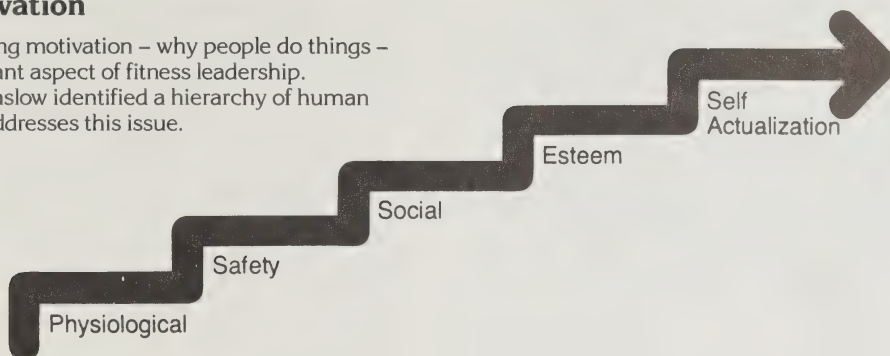 vation
ng motivation – why people do things –
ant aspect of fitness leadership.
aslow identified a hierarchy of human
ddresses this issue.
Self
Actualization
Esteem
Social
Safety
Physiological